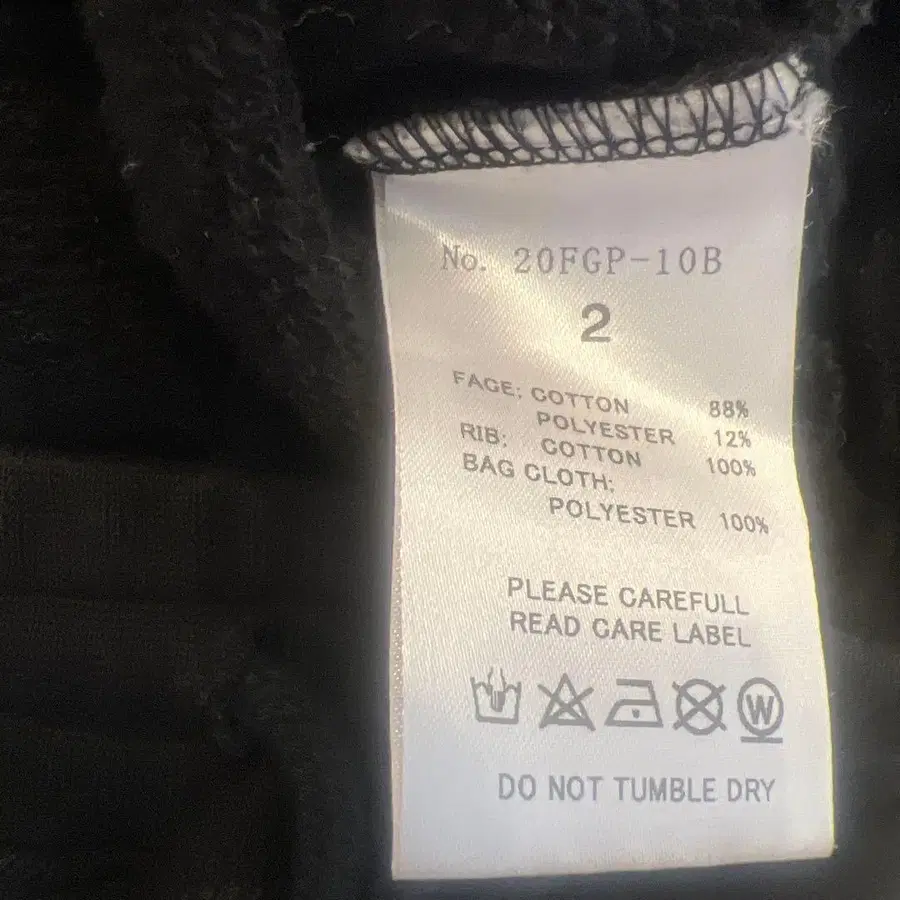 No. 20FGP-10B
2
FAGE: COTTON 88%
POLYESTER 12%
RIB: COTTON 100%
BAG CLOTH:
POLYESTER 100%
PLEASE CAREFULL
READ CARE LABEL
W
DO NOT TUMBLE DRY